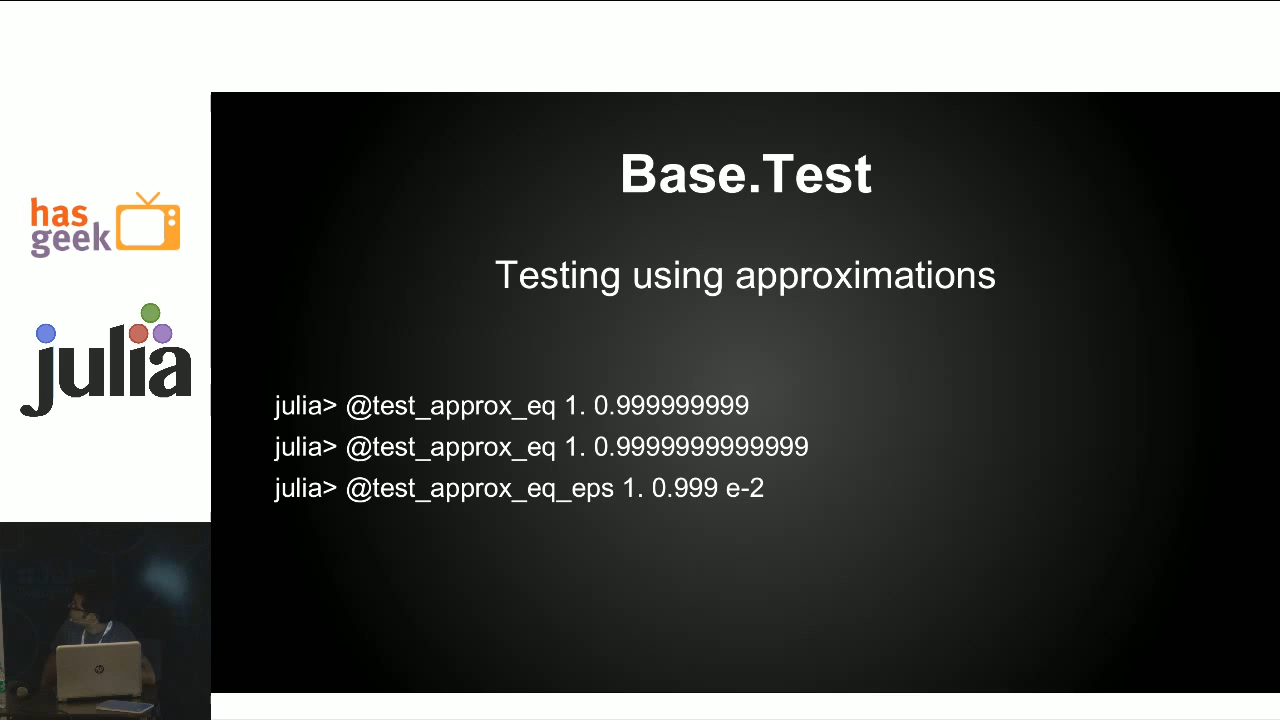 has
geek
julia
Base.Test
Testing using approximations
julia> @test_approx_eq 1. 0.999999999
julia> @test_approx_eq 1. 0.9999999999999
julia> @test_approx_eq_eps 1. 0.999 e-2
hp